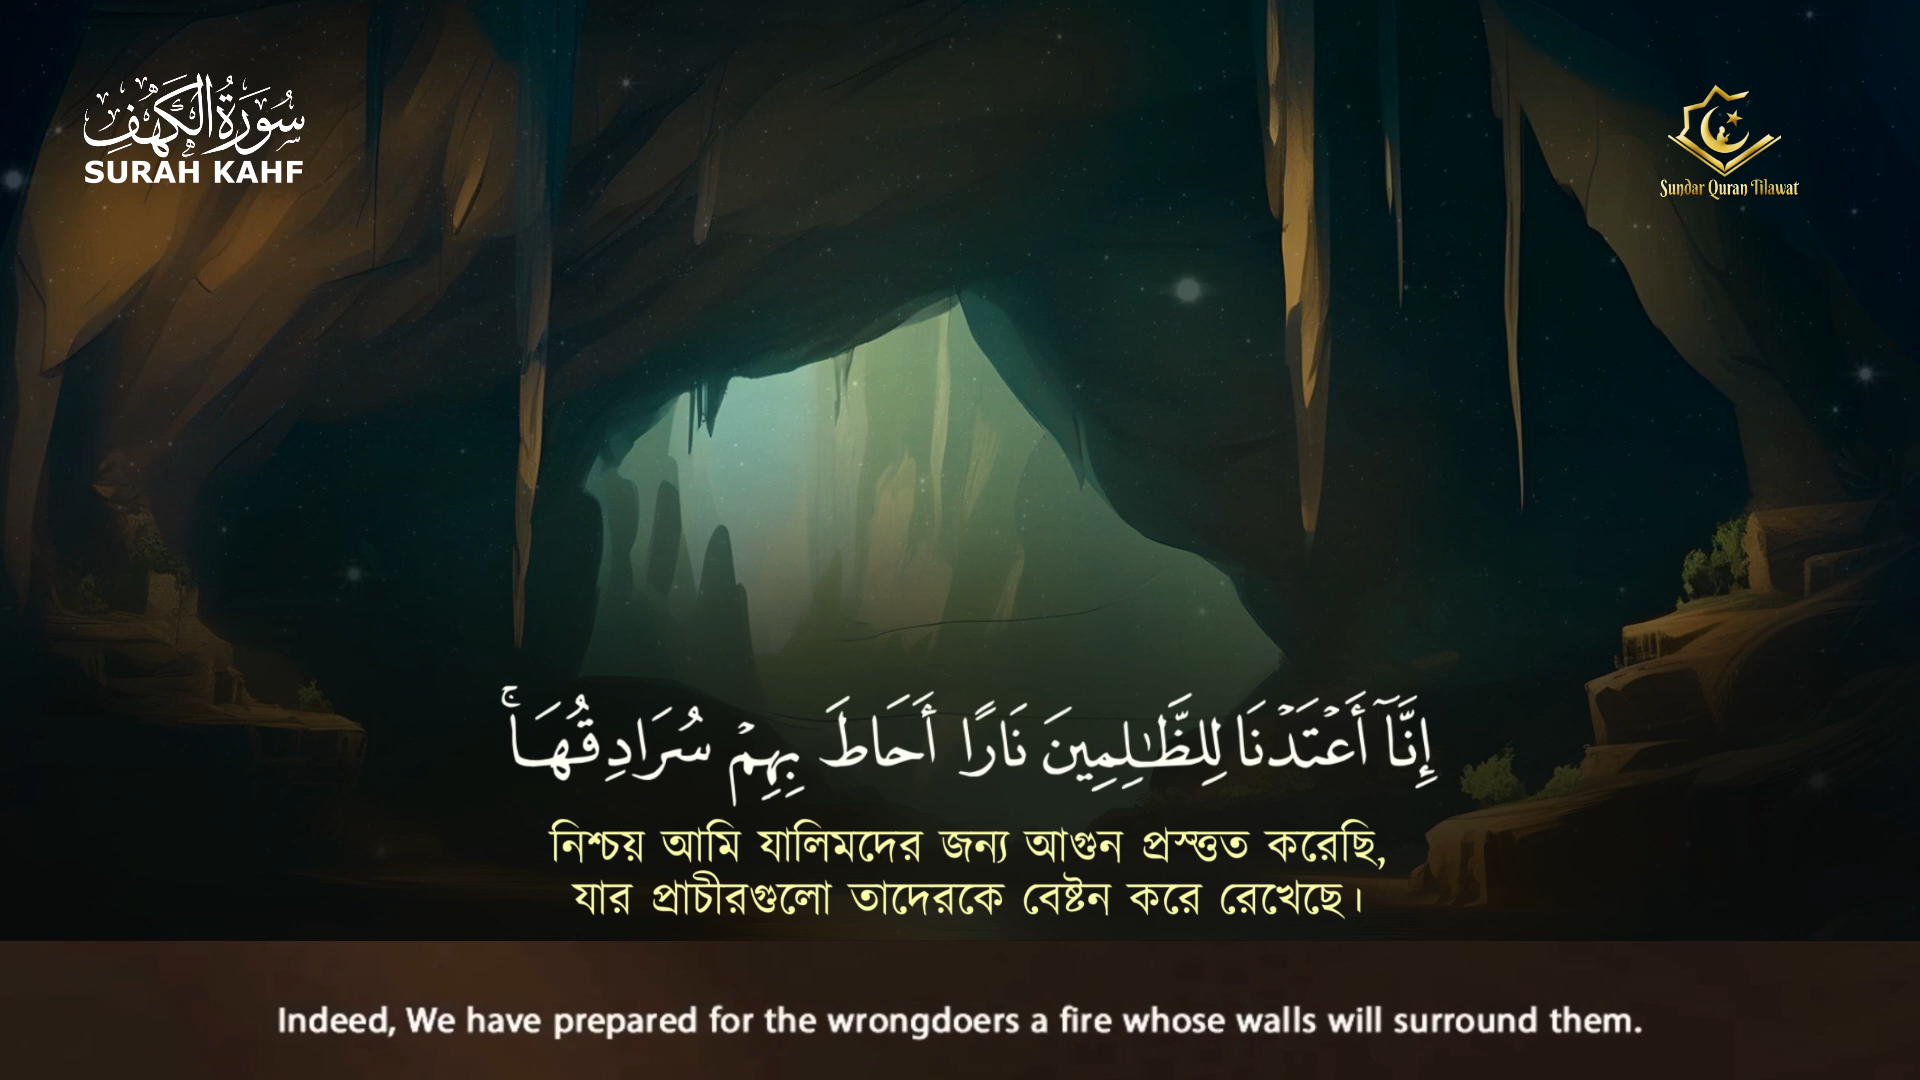 سُورَةُ الكَهْفِ
SURAH KAHF
Sundar Quran Tilawat
إِنَّآ أَعۡتَدۡنَا لِلظَّـٰلِمِينَ نَارًا أَحَاطَ بِهِمۡ سُرَادِقُهَاۚ
নিশ্চয় আমি যালিমদের জন্য আগুন প্রস্তুত করেছি,
যার প্রাচীরগুলো তাদেরকে বেষ্টন করে রেখেছে।
Indeed, We have prepared for the wrongdoers a fire whose walls will surround them.